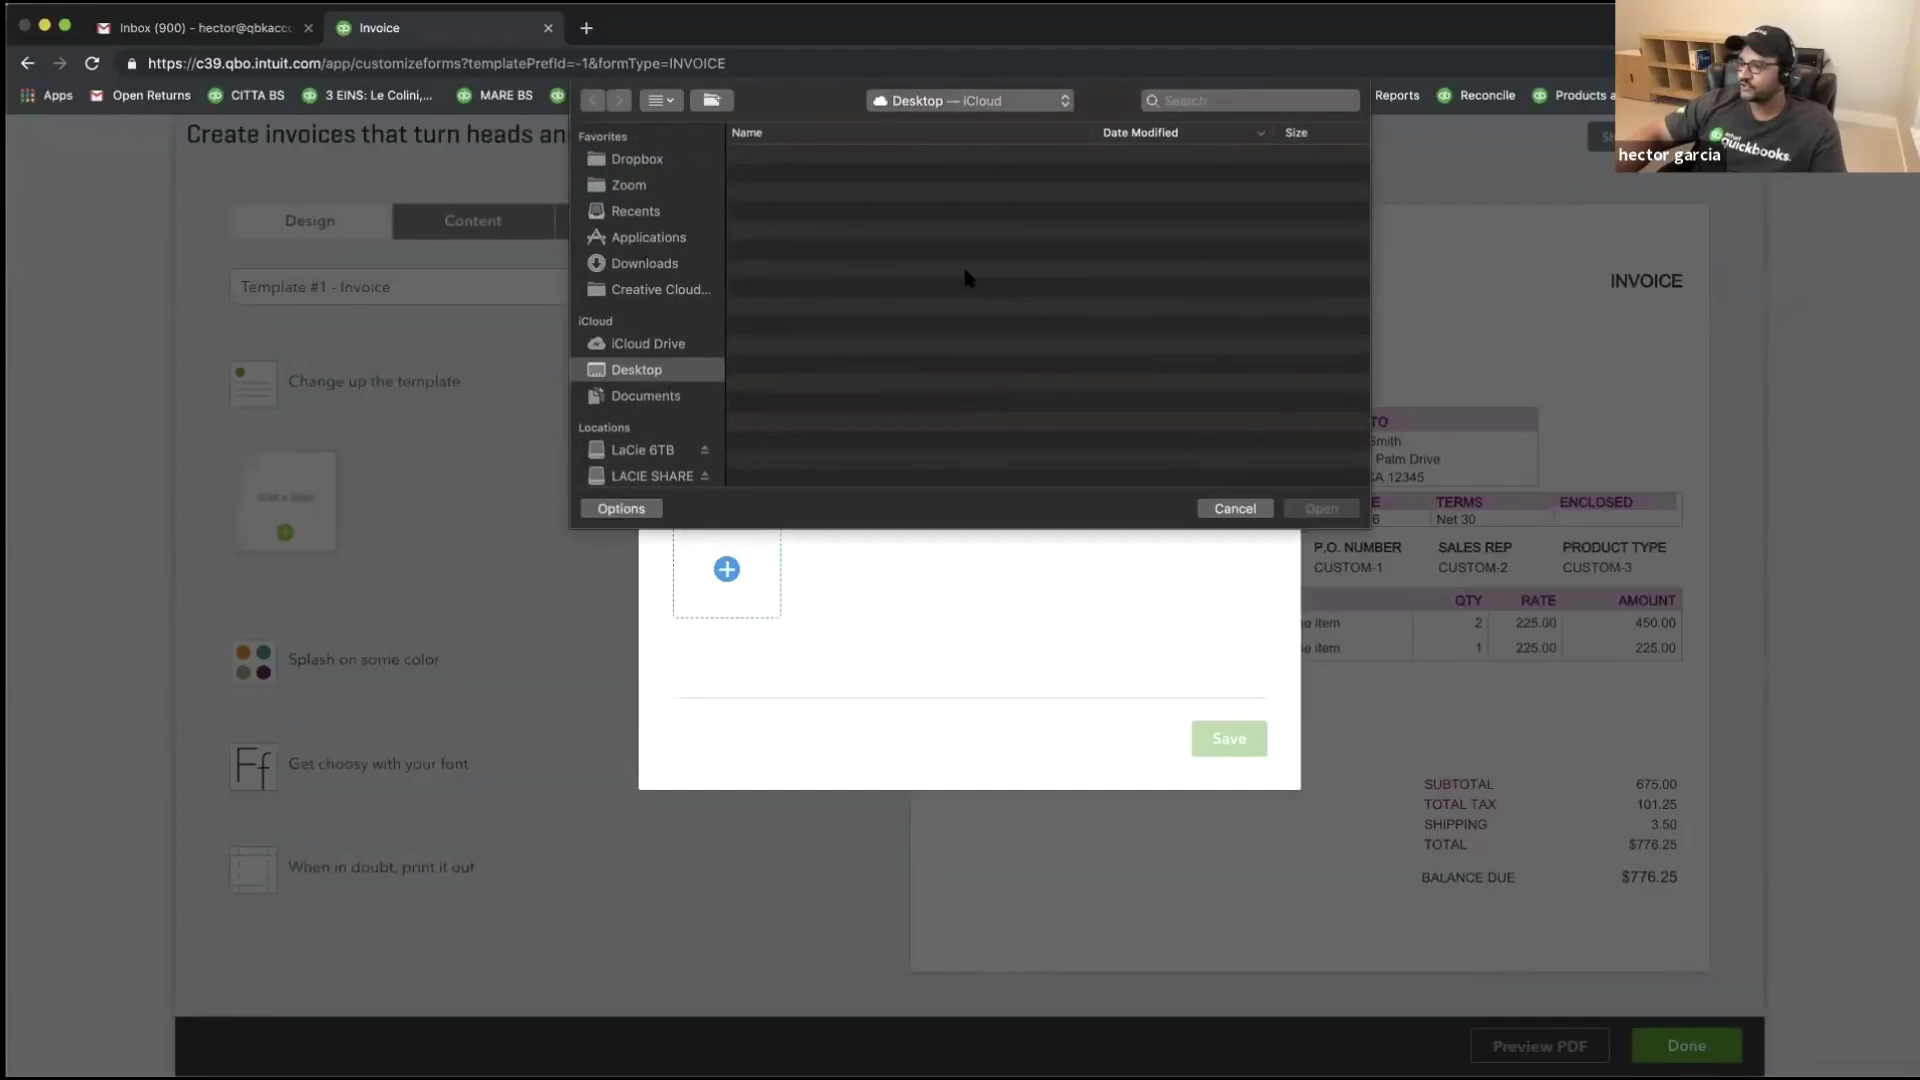 Inbox (900) - hector@qbkacc
Invoice
https://c39.qbo.intuit.com/app/customizeforms?templatePrefId=-1&formType=INVOICE
Apps
Open Returns
CITTA BS
3 EINS: Le Colini,...
MARE BS
Reports
Reconcile
Products a
hector garcia
intuit
quickbooks.
Create invoices that turn heads an
Design
Content
Template #1 - Invoice
Change up the template
Splash on some color
Ff
Get choosy with your font
When in doubt, print it out
Desktop — iCloud
Search
Favorites
Dropbox
Zoom
Recents
Applications
Downloads
Creative Cloud...
iCloud
iCloud Drive
Desktop
Documents
Locations
LaCie 6TB
LACIE SHARE
Name
Date Modified
Size
Options
Cancel
Open
Save
INVOICE
TO
Smith
Palm Drive
CA 12345
E TERMS ENCLOSED
6 Net 30
P.O. NUMBER SALES REP PRODUCT TYPE
CUSTOM-1 CUSTOM-2 CUSTOM-3
QTY RATE AMOUNT
ne item 2 225.00 450.00
ne item 1 225.00 225.00
SUBTOTAL 675.00
TOTAL TAX 101.25
SHIPPING 3.50
TOTAL $776.25
BALANCE DUE $776.25
Preview PDF
Done